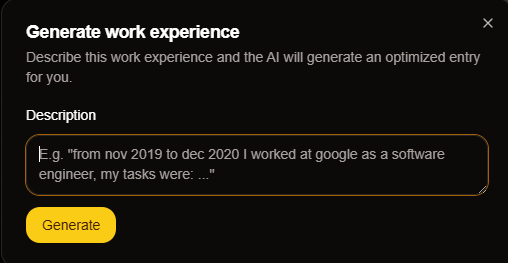 Generate work experience
Describe this work experience and the AI will generate an optimized entry
for you.
Description
E.g. "from nov 2019 to dec 2020 I worked at google as a software
engineer, my tasks were: ..."
Generate